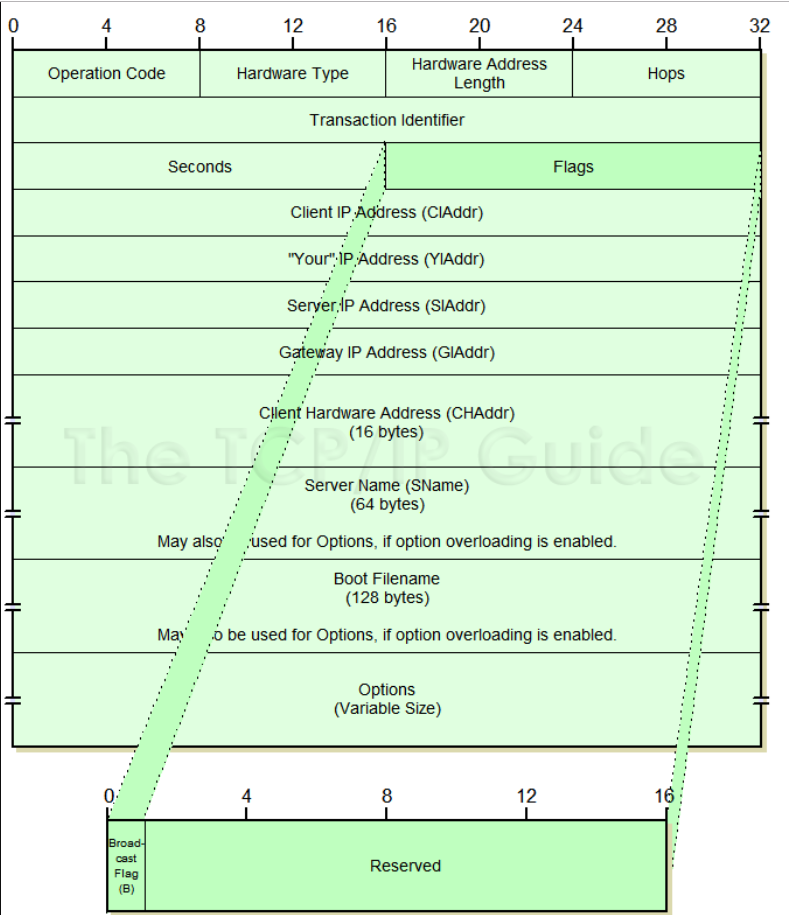 0 4 8 12 16 20 24 28 32
Operation Code Hardware Type Hardware Address Hops
Length
Transaction Identifier
Seconds Flags
Client IP Address (CIAddr)
"Your" IP Address (YIAddr)
Server IP Address (SIAddr)
Gateway IP Address (GIAddr)
Client Hardware Address (CHAddr)
(16 bytes)
The TCP/IP Guide
Server Name (SName)
(64 bytes)
May also used for Options, if option overloading is enabled.
Boot Filename
(128 bytes)
May be used for Options, if option overloading is enabled.
Options
(Variable Size)
0 4 8 12 16
Broad-
cast
Flag
(B)
Reserved